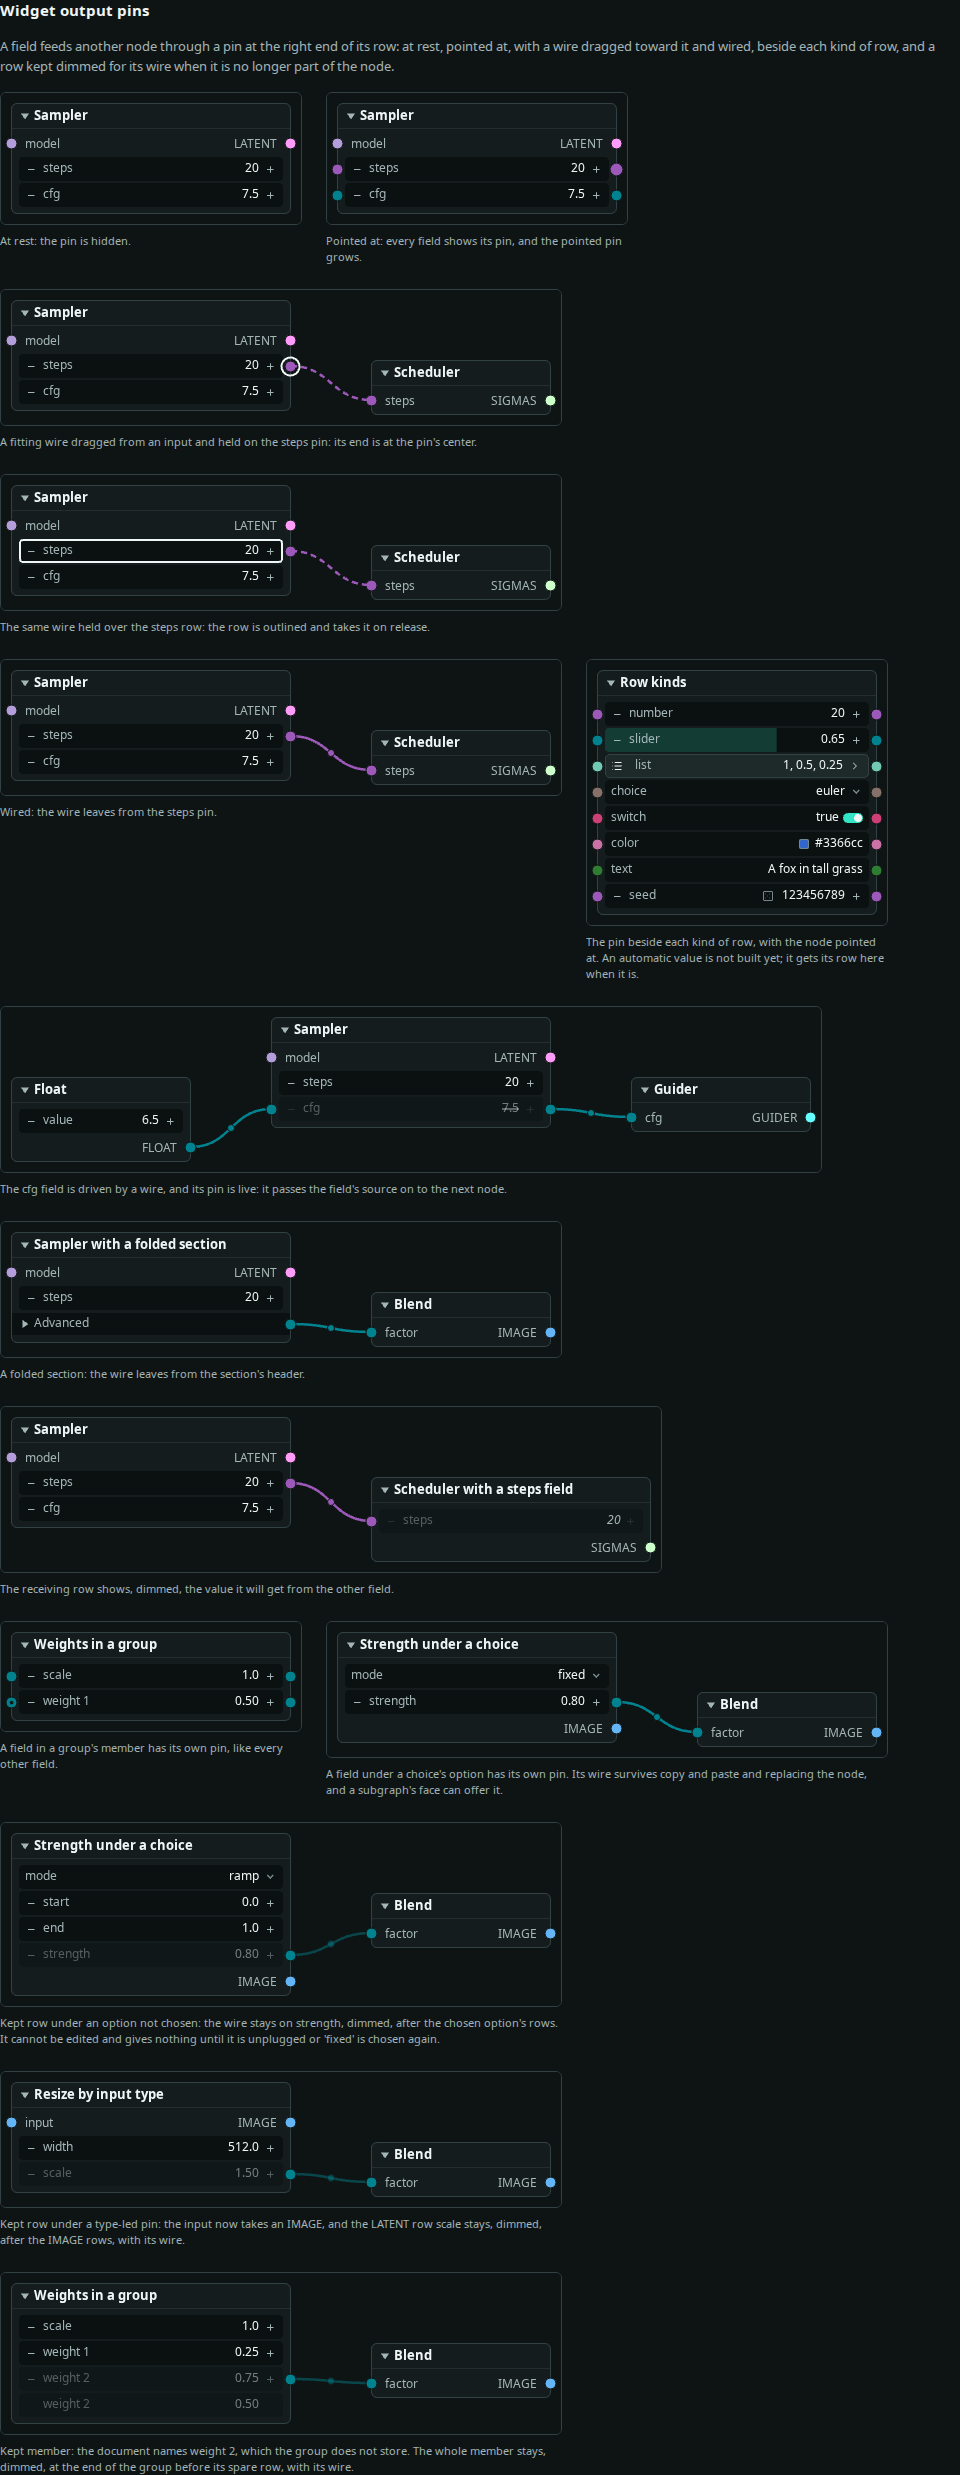 Widget output pins
A field feeds another node through a pin at the right end of its row: at rest, pointed at, with a wire dragged toward it and wired, beside each kind of row, and a
row kept dimmed for its wire when it is no longer part of the node.
Sampler
model LATENT
− steps 20 +
− cfg 7.5 +
At rest: the pin is hidden.
Sampler
model LATENT
− steps 20 +
− cfg 7.5 +
Pointed at: every field shows its pin, and the pointed pin
grows.
Sampler
model LATENT
− steps 20 +
− cfg 7.5 +
Scheduler
steps SIGMAS
A fitting wire dragged from an input and held on the steps pin: its end is at the pin's center.
Sampler
model LATENT
− steps 20 +
− cfg 7.5 +
Scheduler
steps SIGMAS
The same wire held over the steps row: the row is outlined and takes it on release.
Sampler
model LATENT
− steps 20 +
− cfg 7.5 +
Scheduler
steps SIGMAS
Wired: the wire leaves from the steps pin.
Row kinds
− number 20 +
− slider 0.65 +
list 1, 0.5, 0.25
choice euler
switch true
color #3366cc
text A fox in tall grass
− seed 123456789 +
The pin beside each kind of row, with the node pointed
at. An automatic value is not built yet; it gets its row here
when it is.
Float
− value 6.5 +
FLOAT
Sampler
model LATENT
− steps 20 +
− cfg 7.5 +
Guider
cfg GUIDER
The cfg field is driven by a wire, and its pin is live: it passes the field's source on to the next node.
Sampler with a folded section
model LATENT
− steps 20 +
Advanced
Blend
factor IMAGE
A folded section: the wire leaves from the section's header.
Sampler
model LATENT
− steps 20 +
− cfg 7.5 +
Scheduler with a steps field
− steps 20 +
SIGMAS
The receiving row shows, dimmed, the value it will get from the other field.
Weights in a group
− scale 1.0 +
− weight 1 0.50 +
A field in a group's member has its own pin, like every
other field.
Strength under a choice
mode fixed
− strength 0.80 +
IMAGE
Blend
factor IMAGE
A field under a choice's option has its own pin. Its wire survives copy and paste and replacing the node,
and a subgraph's face can offer it.
Strength under a choice
mode ramp
− start 0.0 +
− end 1.0 +
− strength 0.80 +
IMAGE
Blend
factor IMAGE
Kept row under an option not chosen: the wire stays on strength, dimmed, after the chosen option's rows.
It cannot be edited and gives nothing until it is unplugged or 'fixed' is chosen again.
Resize by input type
input IMAGE
− width 512.0 +
− scale 1.50 +
Blend
factor IMAGE
Kept row under a type-led pin: the input now takes an IMAGE, and the LATENT row scale stays, dimmed,
after the IMAGE rows, with its wire.
Weights in a group
− scale 1.0 +
− weight 1 0.25 +
− weight 2 0.75 +
weight 2 0.50
Blend
factor IMAGE
Kept member: the document names weight 2, which the group does not store. The whole member stays,
dimmed, at the end of the group before its spare row, with its wire.